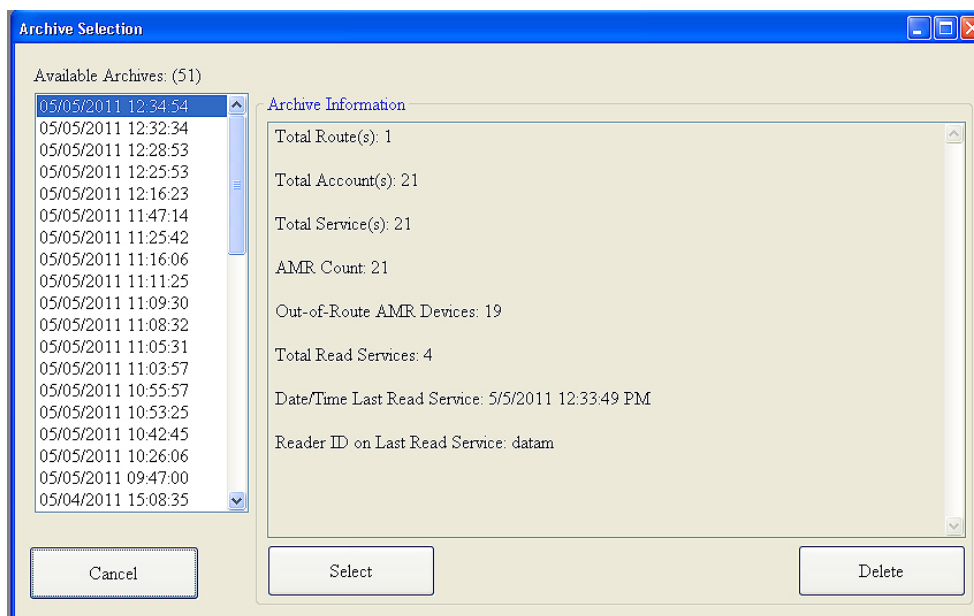 Archive Selection
Available Archives: (51)
05/05/2011 12:34:54
05/05/2011 12:32:34
05/05/2011 12:28:53
05/05/2011 12:25:53
05/05/2011 12:16:23
05/05/2011 11:47:14
05/05/2011 11:25:42
05/05/2011 11:16:06
05/05/2011 11:11:25
05/05/2011 11:09:30
05/05/2011 11:08:32
05/05/2011 11:05:31
05/05/2011 11:03:57
05/05/2011 10:55:57
05/05/2011 10:53:25
05/05/2011 10:42:45
05/05/2011 10:26:06
05/05/2011 09:47:00
05/04/2011 15:08:35
Archive Information
Total Route(s): 1
Total Account(s): 21
Total Service(s): 21
AMR Count: 21
Out-of-Route AMR Devices: 19
Total Read Services: 4
Date/Time Last Read Service: 5/5/2011 12:33:49 PM
Reader ID on Last Read Service: datam
Cancel
Select
Delete